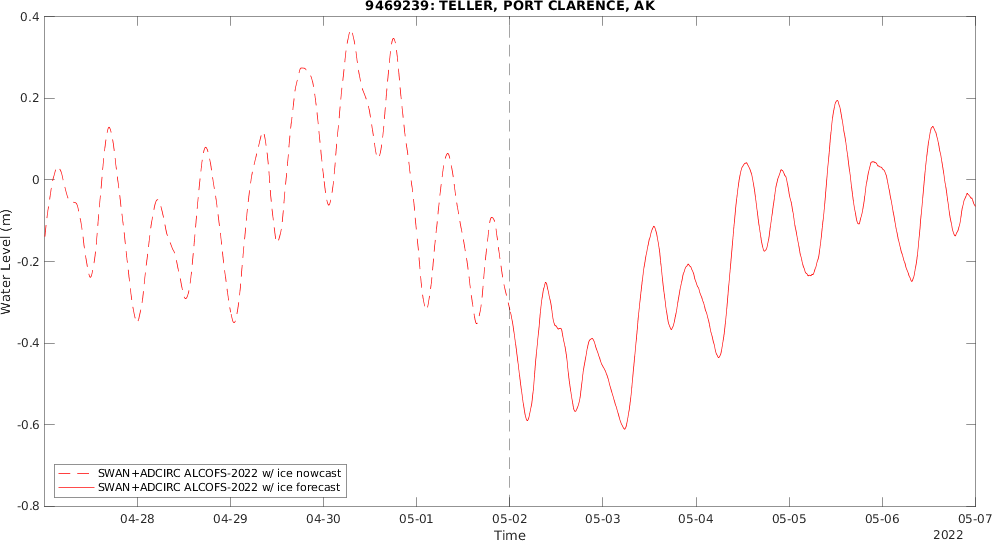 9469239: TELLER, PORT CLARENCE, AK
0.4
0.2
0
-0.2
-0.4
-0.6
-0.8
Water Level (m)
SWAN+ADCIRC ALCOFS-2022 w/ ice nowcast
SWAN+ADCIRC ALCOFS-2022 w/ ice forecast
04-28 04-29 04-30 05-01 05-02 05-03 05-04 05-05 05-06 05-07
Time
2022